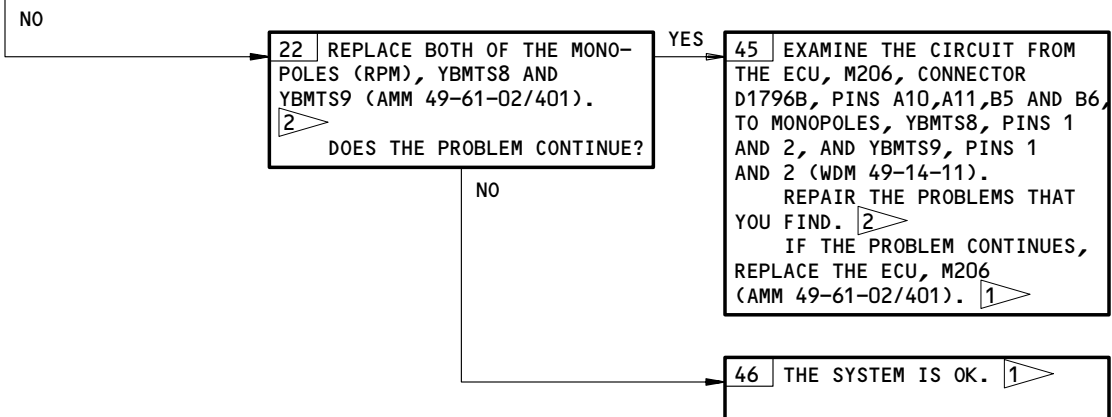 NO
22 REPLACE BOTH OF THE MONO-
POLES (RPM), YBMTS8 AND
YBMTS9 (AMM 49-61-02/401).
2
DOES THE PROBLEM CONTINUE?
YES
45 EXAMINE THE CIRCUIT FROM
THE ECU, M206, CONNECTOR
D1796B, PINS A10,A11,B5 AND B6,
TO MONOPOLES, YBMTS8, PINS 1
AND 2, AND YBMTS9, PINS 1
AND 2 (WDM 49-14-11).
REPAIR THE PROBLEMS THAT
YOU FIND. 2
IF THE PROBLEM CONTINUES,
REPLACE THE ECU, M206
(AMM 49-61-02/401). 1
NO
46 THE SYSTEM IS OK. 1